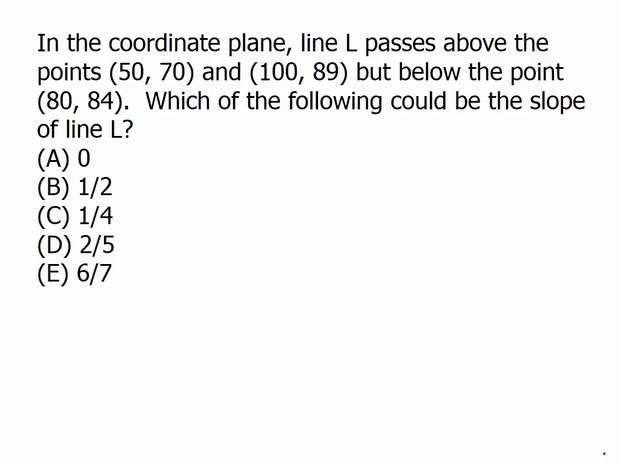 In the coordinate plane, line L passes above the
points (50, 70) and (100, 89) but below the point
(80, 84).  Which of the following could be the slope
of line L?
(A) 0
(B) 1/2
(C) 1/4
(D) 2/5
(E) 6/7